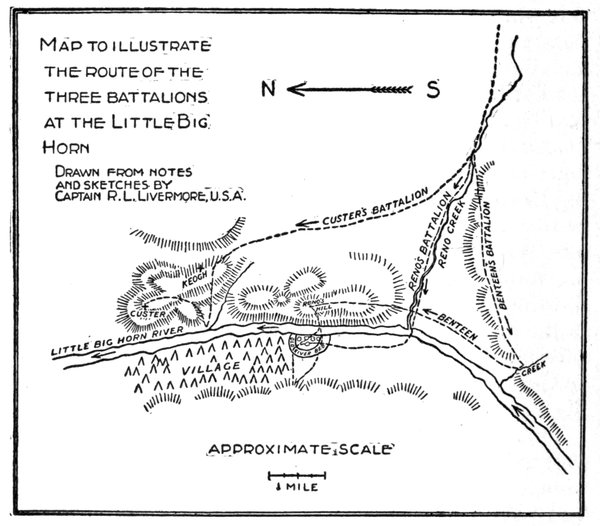 MAP TO ILLUSTRATE
THE ROUTE OF THE
THREE BATTALIONS
AT THE LITTLE BIG
HORN
DRAWN FROM NOTES
AND SKETCHES BY
CAPTAIN R.L. LIVERMORE, U.S.A.
N S
CUSTER'S BATTALION
RENO'S BATTALION
RENO CREEK
BENTEEN'S BATTALION
KEOGH
CUSTER
HILL
BENTEEN
LITTLE BIG HORN RIVER
RIVER
VILLAGE
CREEK
APPROXIMATE SCALE
1 MILE